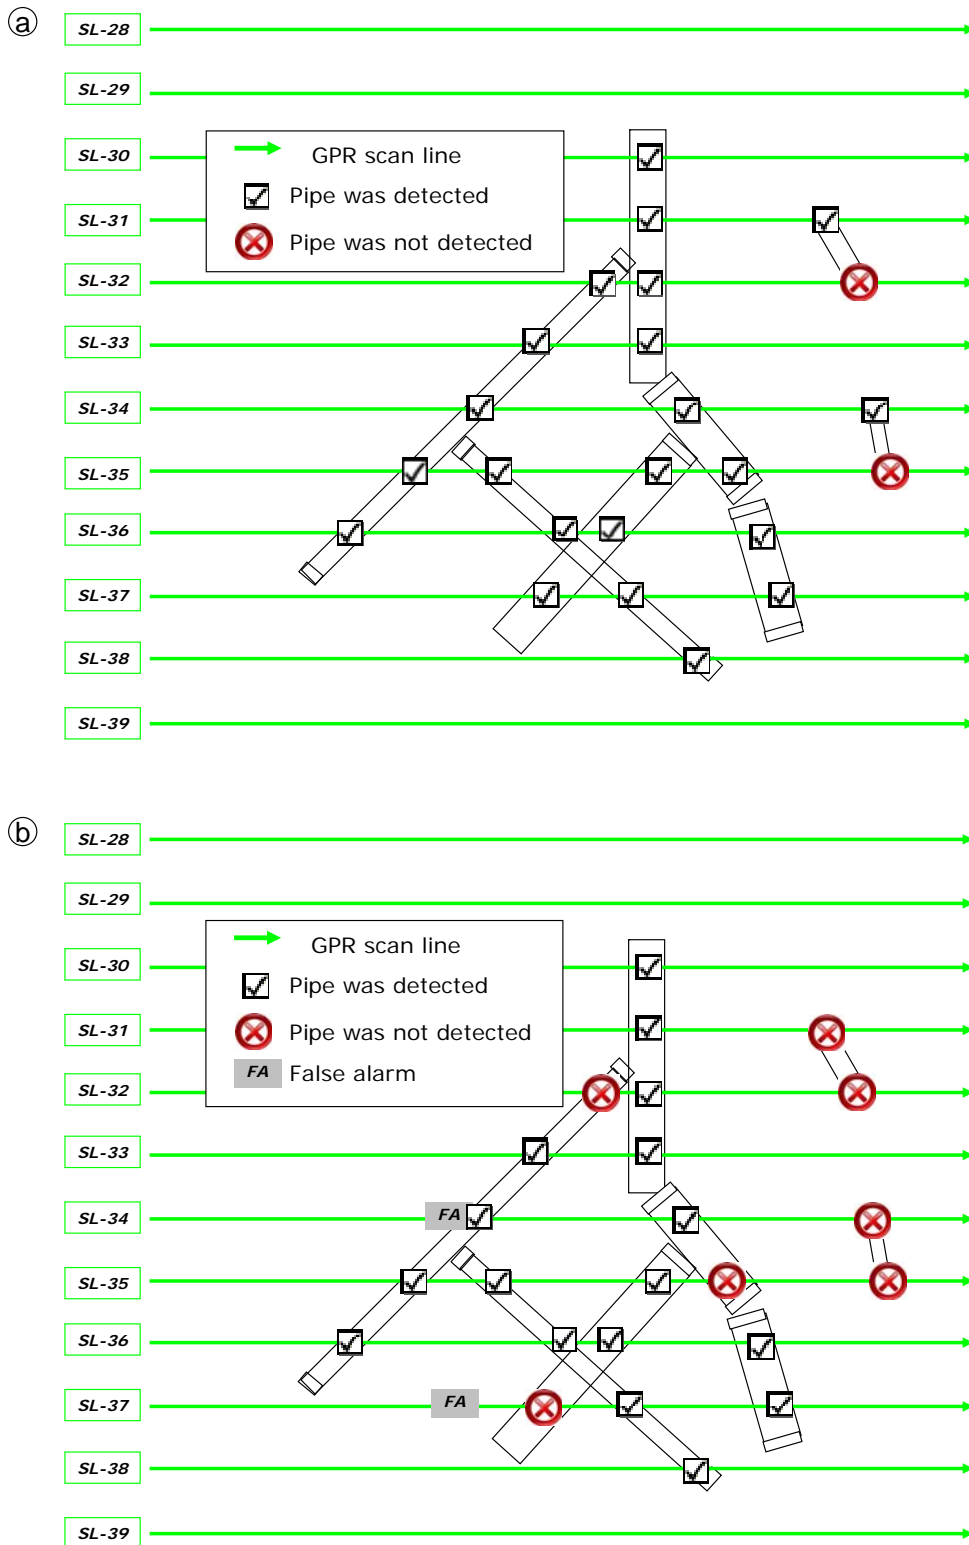 a
SL-28
SL-29
SL-30
GPR scan line
Pipe was detected
SL-31
Pipe was not detected
SL-32
SL-33
SL-34
SL-35
SL-36
SL-37
SL-38
SL-39
b
SL-28
SL-29
GPR scan line
SL-30
Pipe was detected
SL-31
Pipe was not detected
FA False alarm
SL-32
SL-33
SL-34 FA
SL-35
SL-36
SL-37 FA
SL-38
SL-39